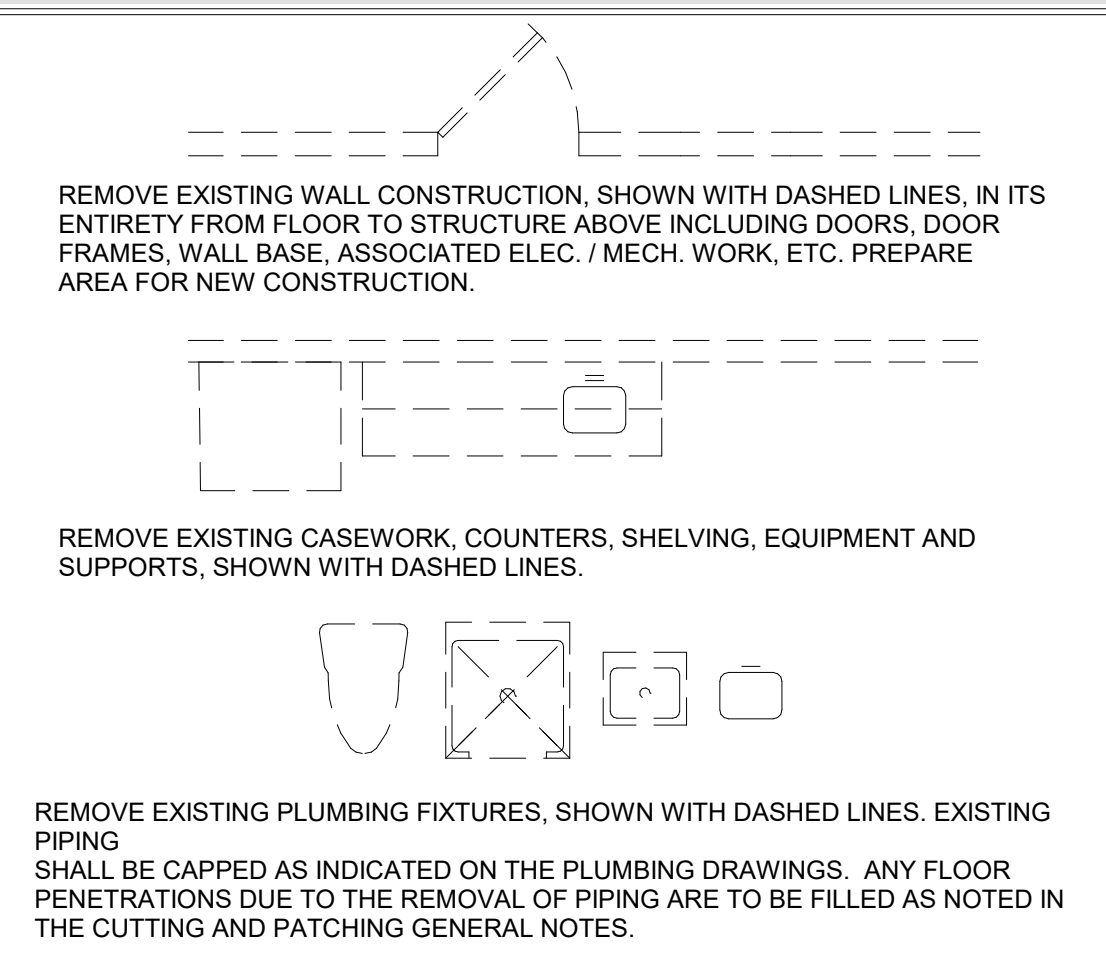 REMOVE EXISTING WALL CONSTRUCTION, SHOWN WITH DASHED LINES, IN ITS
ENTIRETY FROM FLOOR TO STRUCTURE ABOVE INCLUDING DOORS, DOOR
FRAMES, WALL BASE, ASSOCIATED ELEC. / MECH. WORK, ETC. PREPARE
AREA FOR NEW CONSTRUCTION.
REMOVE EXISTING CASEWORK, COUNTERS, SHELVING, EQUIPMENT AND
SUPPORTS, SHOWN WITH DASHED LINES.
REMOVE EXISTING PLUMBING FIXTURES, SHOWN WITH DASHED LINES. EXISTING
PIPING
SHALL BE CAPPED AS INDICATED ON THE PLUMBING DRAWINGS.  ANY FLOOR
PENETRATIONS DUE TO THE REMOVAL OF PIPING ARE TO BE FILLED AS NOTED IN
THE CUTTING AND PATCHING GENERAL NOTES.